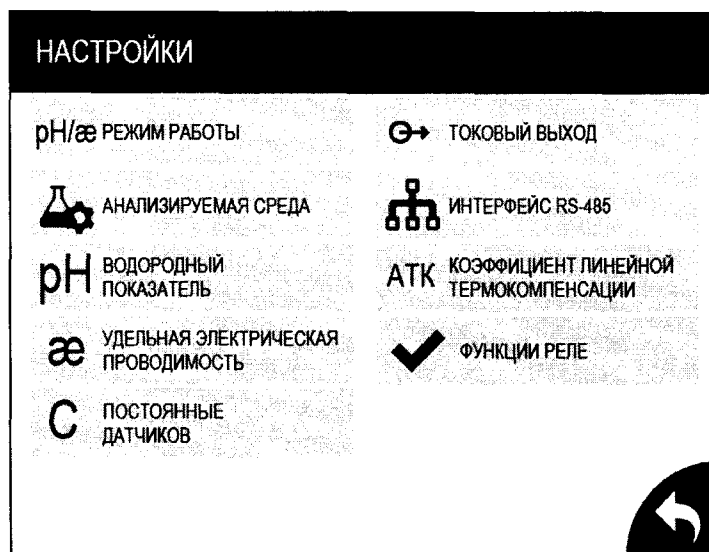 НАСТРОЙКИ
pH/æ РЕЖИМ РАБОТЫ
АНАЛИЗИРУЕМАЯ СРЕДА
pH ВОДОРОДНЫЙ
ПОКАЗАТЕЛЬ
æ УДЕЛЬНАЯ ЭЛЕКТРИЧЕСКАЯ
ПРОВОДИМОСТЬ
C ПОСТОЯННЫЕ
ДАТЧИКОВ
ТОКОВЫЙ ВЫХОД
ИНТЕРФЕЙС RS-485
АТК КОЭФФИЦИЕНТ ЛИНЕЙНОЙ
ТЕРМОКОМПЕНСАЦИИ
ФУНКЦИИ РЕЛЕ